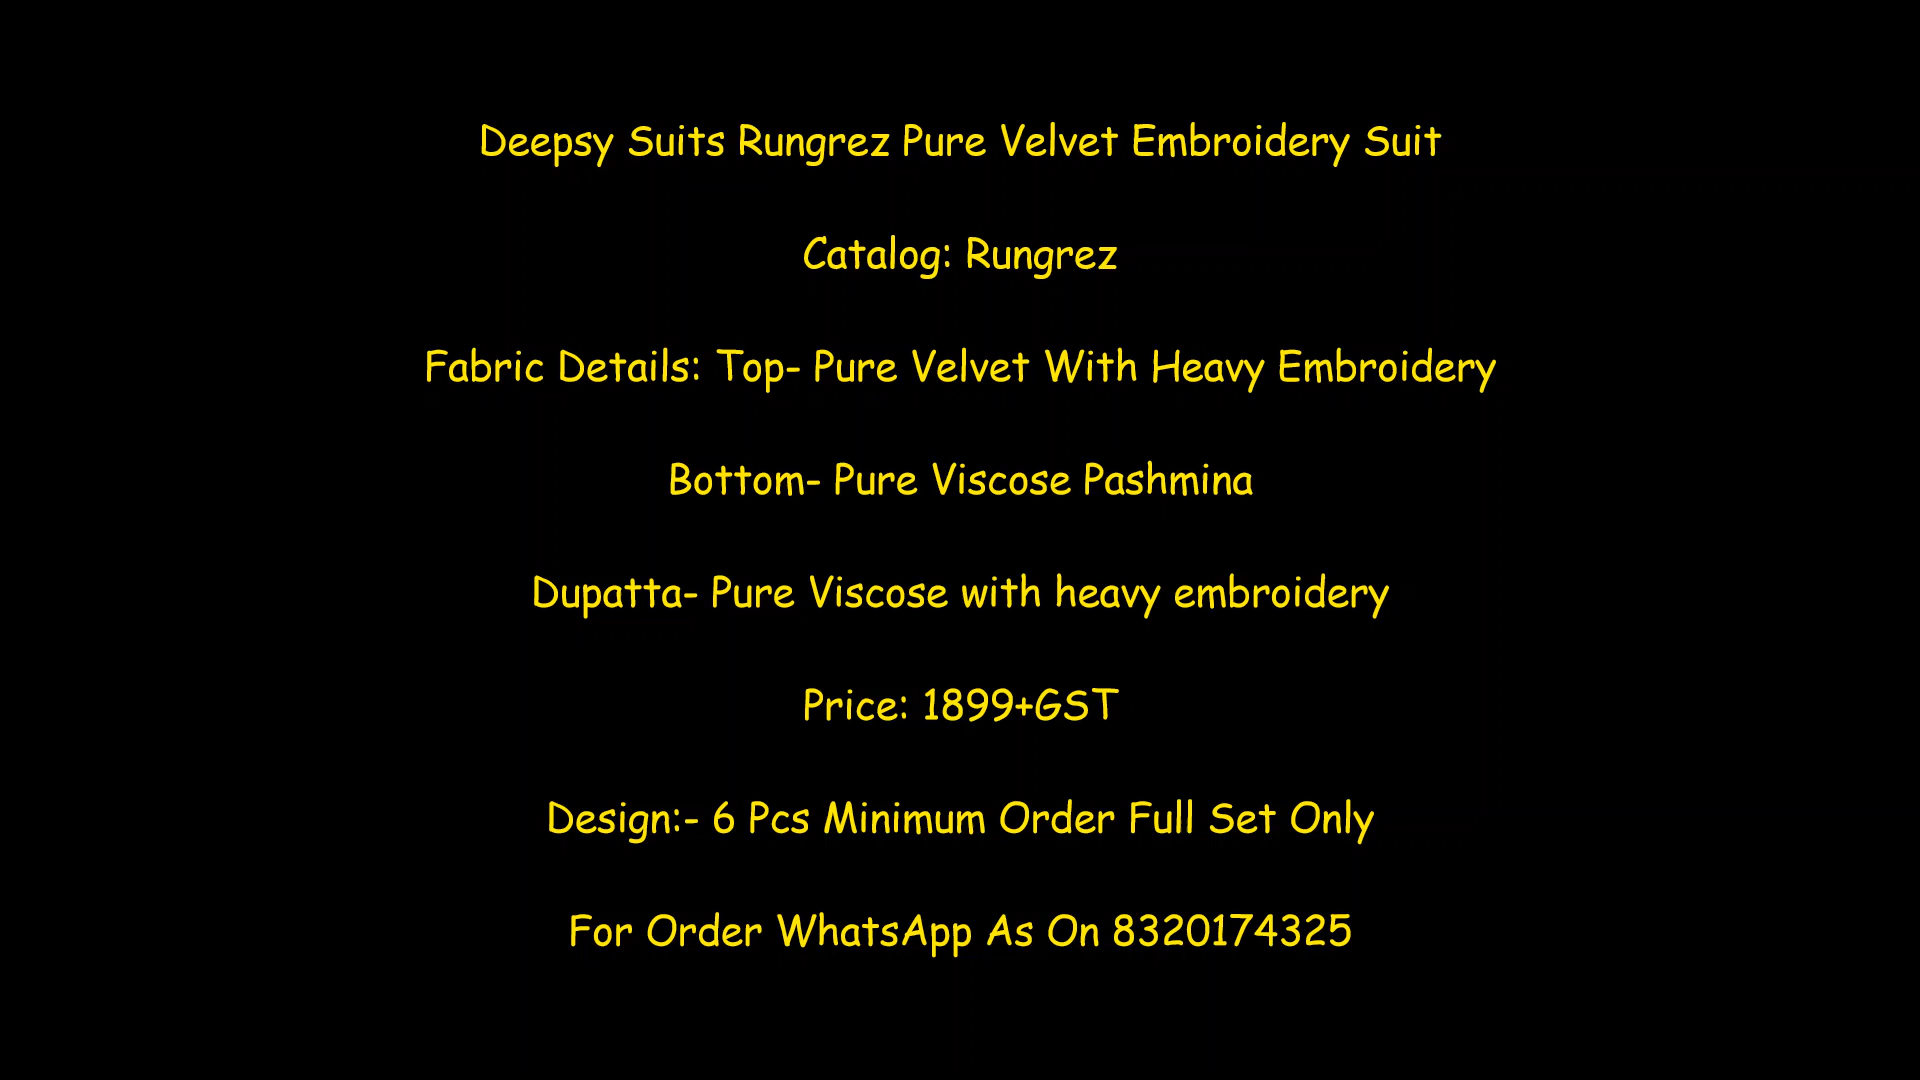 Deepsy Suits Rungrez Pure Velvet Embroidery Suit
Catalog: Rungrez
Fabric Details: Top- Pure Velvet With Heavy Embroidery
Bottom- Pure Viscose Pashmina
Dupatta- Pure Viscose with heavy embroidery
Price: 1899+GST
Design:- 6 Pcs Minimum Order Full Set Only
For Order WhatsApp As On 8320174325